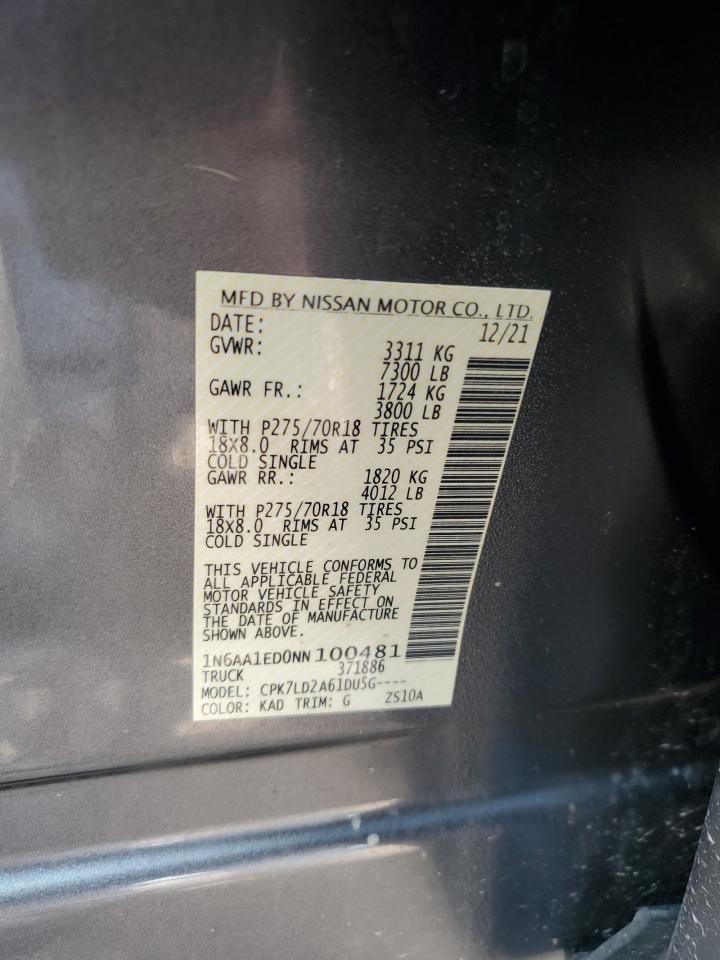 MFD BY NISSAN MOTOR CO., LTD.
DATE: 12/21
GVWR: 3311 KG
7300 LB
GAWR FR.: 1724 KG
3800 LB
WITH P275/70R18 TIRES
18X8.0 RIMS AT 35 PSI
COLD SINGLE
GAWR RR.: 1820 KG
4012 LB
WITH P275/70R18 TIRES
18X8.0 RIMS AT 35 PSI
COLD SINGLE
THIS VEHICLE CONFORMS TO
ALL APPLICABLE FEDERAL
MOTOR VEHICLE SAFETY
STANDARDS IN EFFECT ON
THE DATE OF MANUFACTURE
SHOWN ABOVE.
1N6AA1ED0NN100481
TRUCK 371886
MODEL: CPK7LD2A61DU5G----
COLOR: KAD TRIM: G ZS10A